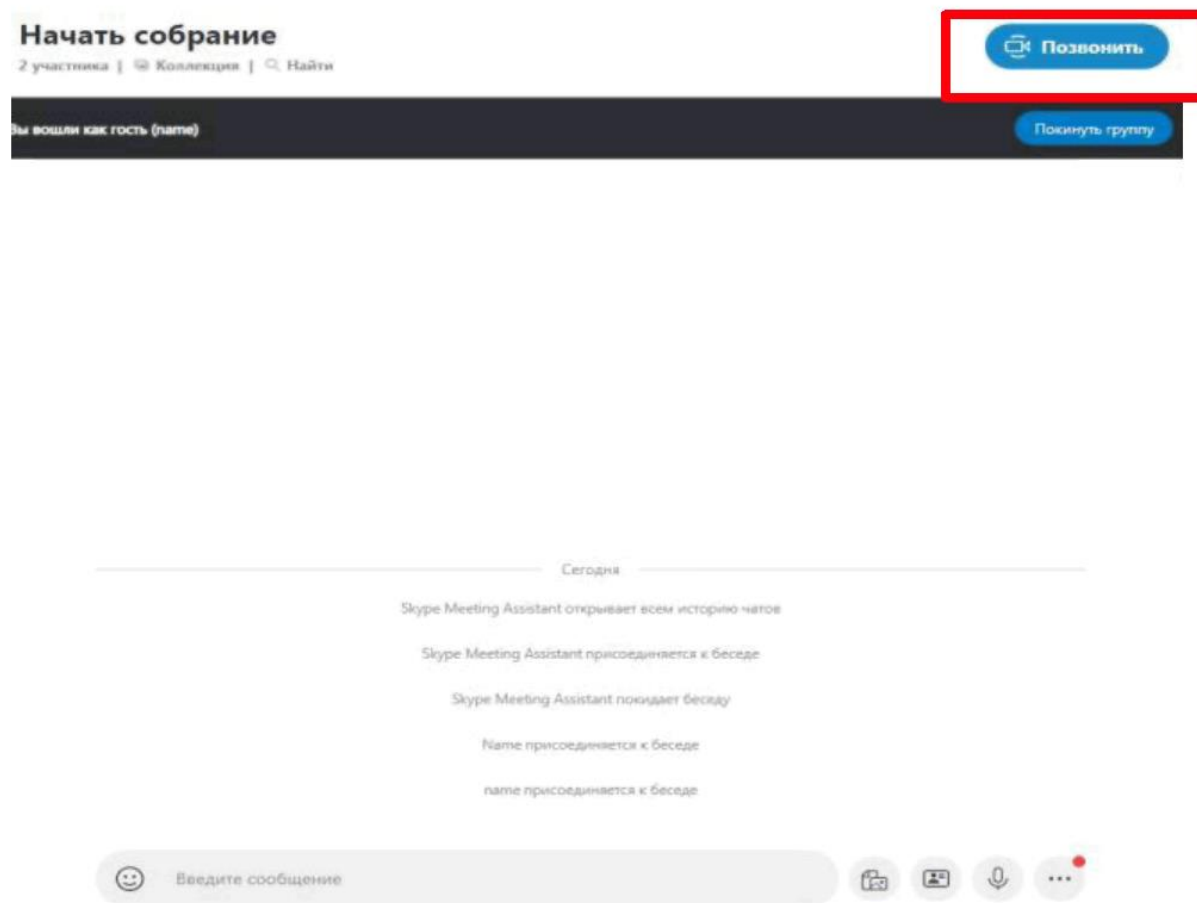 Начать собрание
Позвонить
2 участника | Коллекция | Найти
Вы вошли как гость (name)
Покинуть группу
Сегодня
Skype Meeting Assistant открывает всем историю чатов
Skype Meeting Assistant присоединяется к беседе
Skype Meeting Assistant покидает беседу
Name присоединяется к беседе
name присоединяется к беседе
Введите сообщение